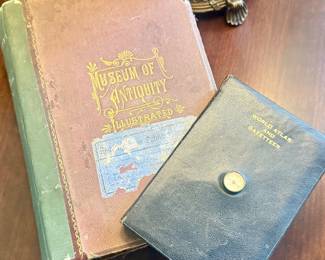 MUSEUM OF
ANTIQUITY
ILLUSTRATED
WORLD ATLAS
AND
GAZETTEER